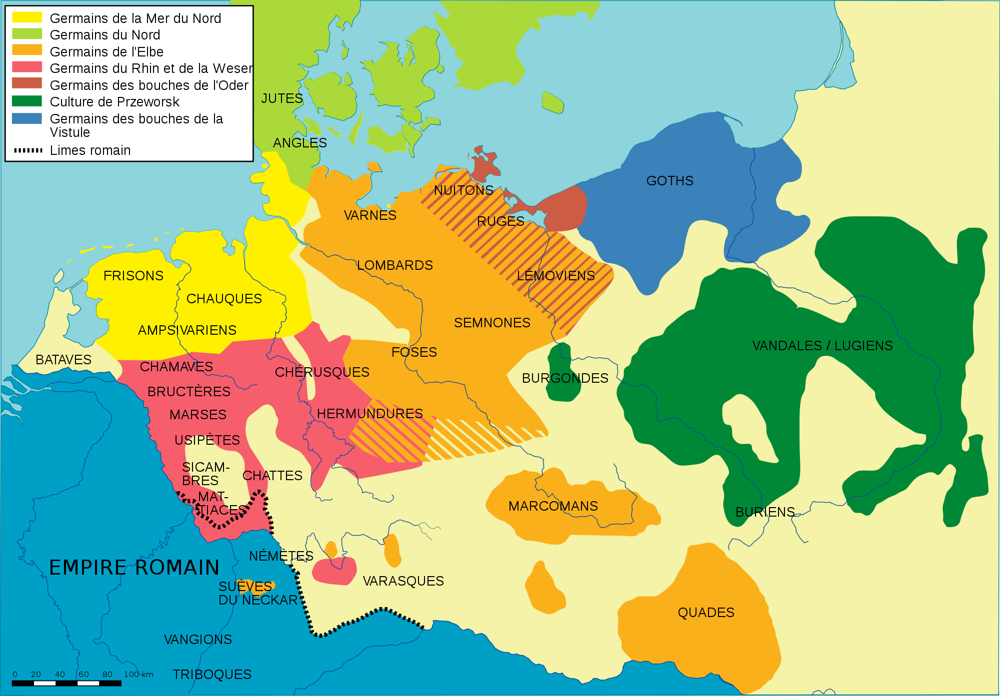 Germains de la Mer du Nord
Germains du Nord
Germains de l'Elbe
Germains du Rhin et de la Weser
Germains des bouches de l'Oder
Culture de Przeworsk
Germains des bouches de la
Vistule
Limes romain
JUTES
ANGLES
GOTHS
NUITONS
VARNES
RUGES
LOMBARDS
FRISONS
LÉMOVIENS
CHAUQUES
SEMNONES
AMPSIVARIENS
VANDALES / LUGIENS
FOSES
BATAVES
CHAMAVES
CHÉRUSQUES
BURGONDES
BRUCTÈRES
MARSES
HERMUNDURES
USIPÈTES
SICAM-
BRES
CHATTES
MAT-
TIACES
MARCOMANS
BURIENS
NÉMÈTES
EMPIRE ROMAIN
VARASQUES
SUÈVES
DU NECKAR
QUADES
VANGIONS
TRIBOQUES
0 20 40 60 80 100 km